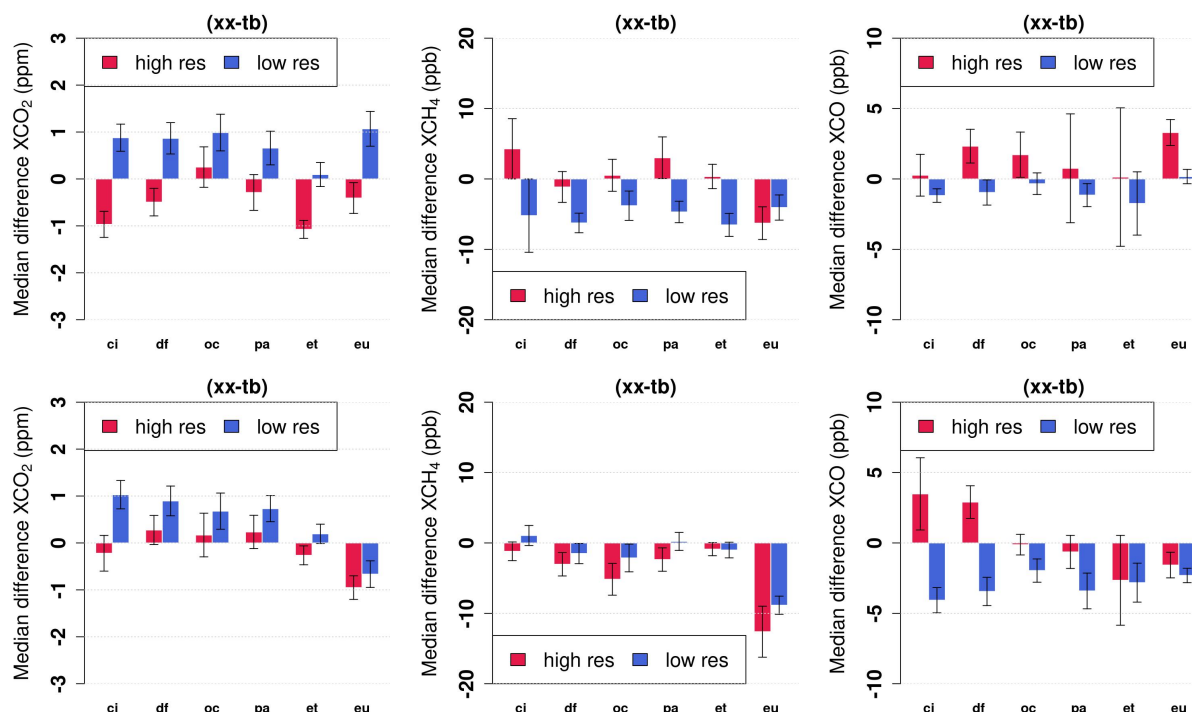 (xx-tb)
Median difference XCO₂ (ppm)
3
2
1
0
-1
-2
-3
high res low res
ci df oc pa et eu
(xx-tb)
Median difference XCH₄ (ppb)
20
10
0
-10
-20
high res low res
ci df oc pa et eu
(xx-tb)
Median difference XCO (ppb)
10
5
0
-5
-10
high res low res
ci df oc pa et eu
(xx-tb)
Median difference XCO₂ (ppm)
3
2
1
0
-1
-2
-3
high res low res
ci df oc pa et eu
(xx-tb)
Median difference XCH₄ (ppb)
20
10
0
-10
-20
high res low res
ci df oc pa et eu
(xx-tb)
Median difference XCO (ppb)
10
5
0
-5
-10
high res low res
ci df oc pa et eu